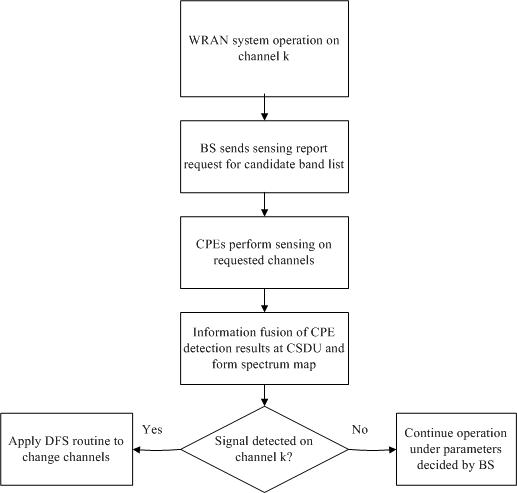 WRAN system operation on
channel k
BS sends sensing report
request for candidate band list
CPEs perform sensing on
requested channels
Information fusion of CPE
detection results at CSDU and
form spectrum map
Yes
Signal detected on
channel k?
No
Apply DFS routine to
change channels
Continue operation
under parameters
decided by BS